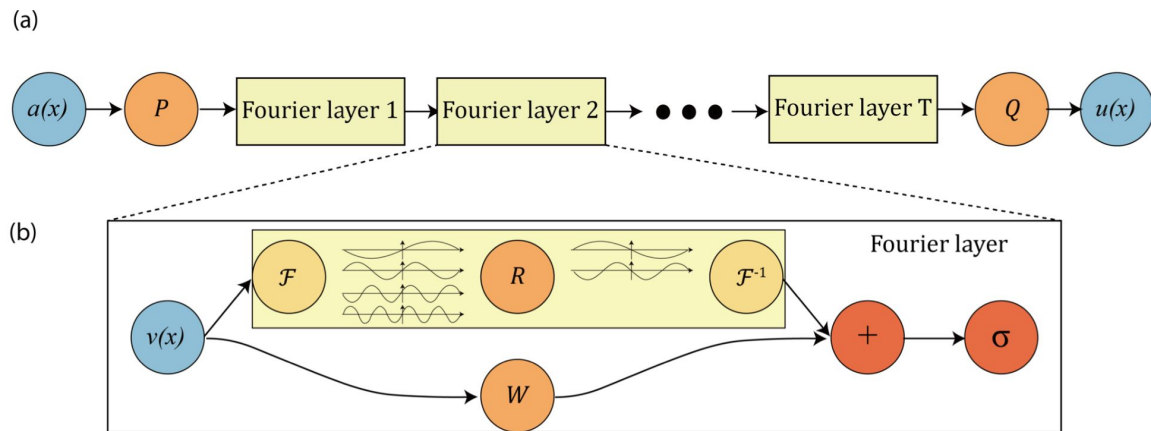 (a)
a(x) P Fourier layer 1 Fourier layer 2 ●●● Fourier layer T Q u(x)
(b)
Fourier layer
ℱ R ℱ⁻¹
v(x) + σ
W